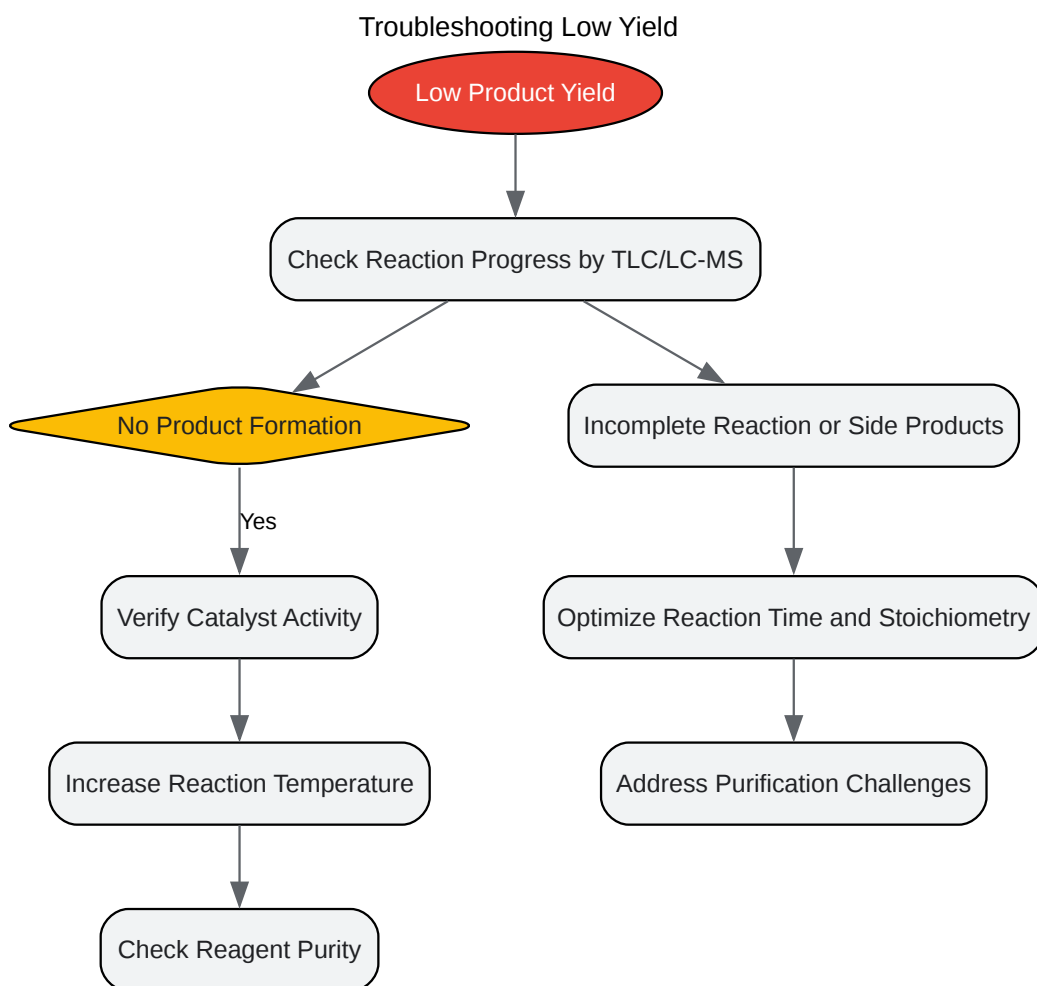 Troubleshooting Low Yield
Low Product Yield
Check Reaction Progress by TLC/LC-MS
No Product Formation
Incomplete Reaction or Side Products
Yes
Verify Catalyst Activity
Optimize Reaction Time and Stoichiometry
Increase Reaction Temperature
Address Purification Challenges
Check Reagent Purity